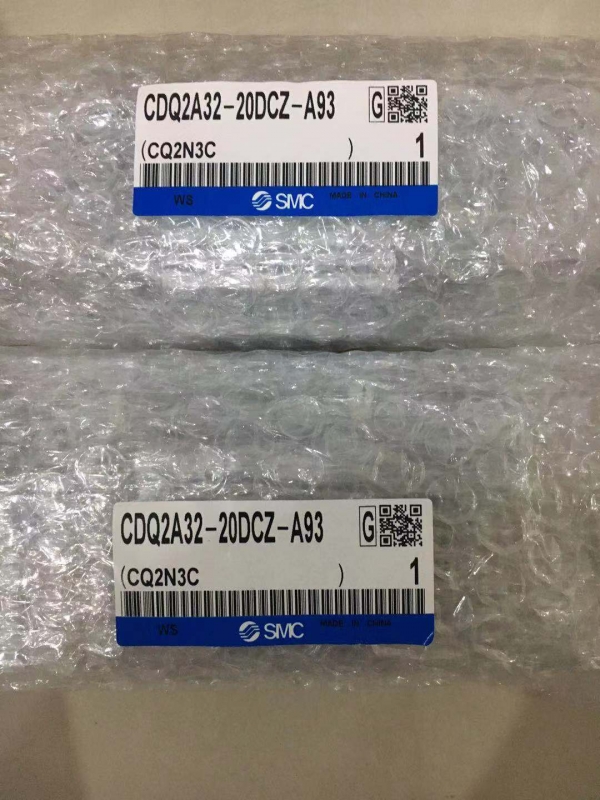 CDQ2A32-20DCZ-A93 G
(CQ2N3C ) 1
WS SMC MADE IN CHINA
CDQ2A32-20DCZ-A93 G
(CQ2N3C ) 1
WS SMC MADE IN CHINA